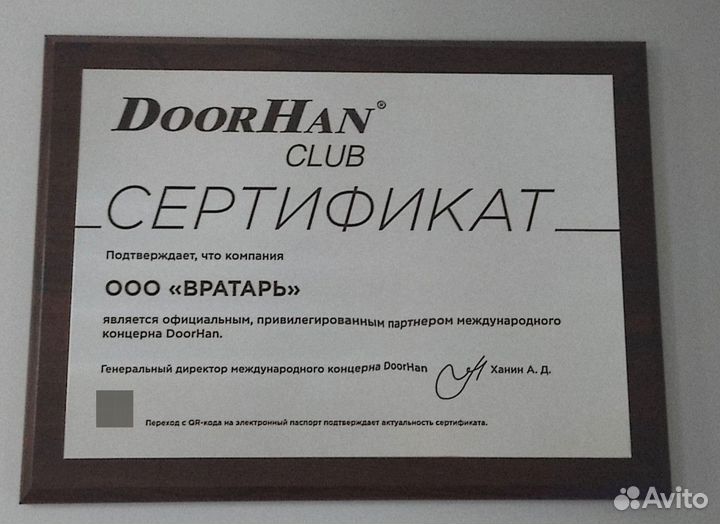 DOORHAN®
CLUB
СЕРТИФИКАТ
Подтверждает, что компания
ООО «ВРАТАРЬ»
является официальным, привилегированным партнером международного
концерна DoorHan.
Генеральный директор международного концерна DoorHan Ханин А. Д.
Переход с QR-кода на электронный паспорт подтверждает актуальность сертификата.
Avito